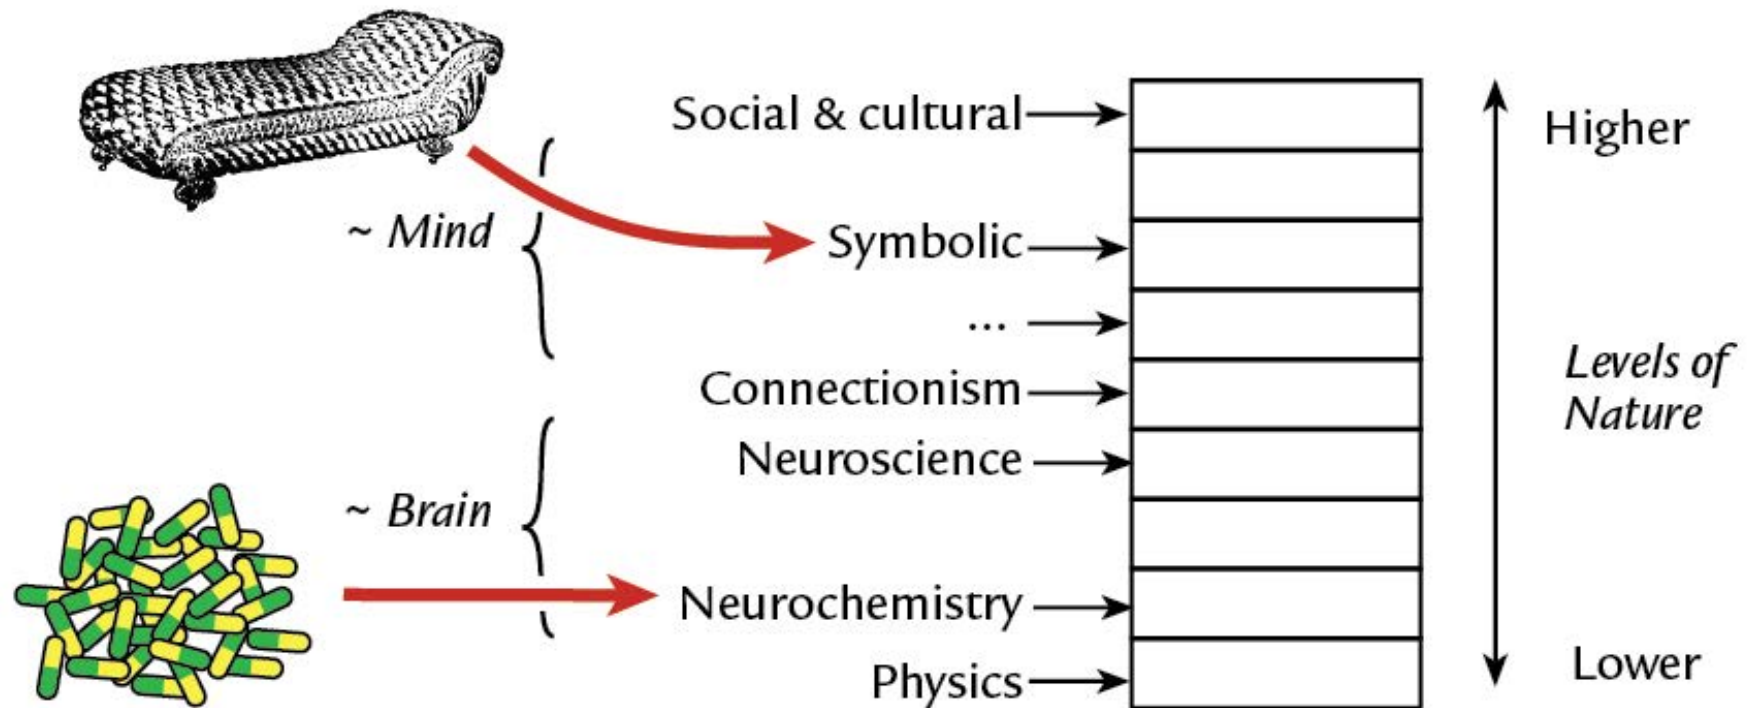 Social & cultural
Higher
~ Mind
Symbolic
...
Levels of
Nature
Connectionism
Neuroscience
~ Brain
Neurochemistry
Lower
Physics